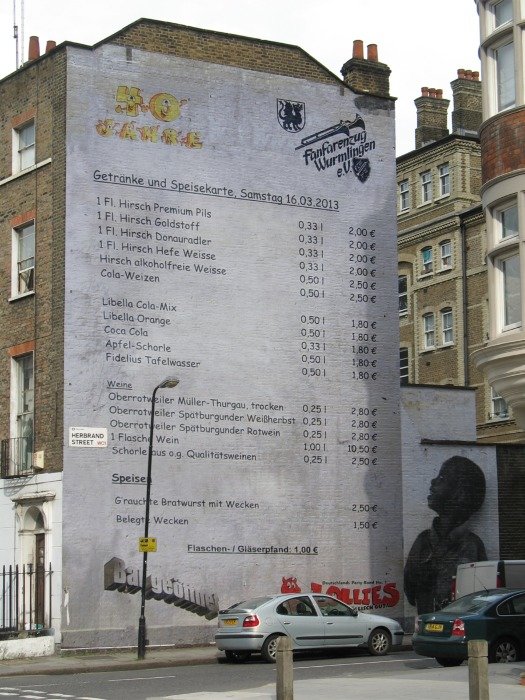 50
JAHRE
Fanfarenzug
Wurmlingen
e.V.
Getränke und Speisekarte, Samstag 16.03.2013
1 Fl. Hirsch Premium Pils 0,33 l 2,00 €
1 Fl. Hirsch Goldstoff 0,33 l 2,00 €
1 Fl. Hirsch Donauradler 0,33 l 2,00 €
1 Fl. Hirsch Hefe Weisse 0,33 l 2,00 €
Hirsch alkoholfreie Weisse 0,50 l 2,50 €
Cola-Weizen 0,50 l 2,50 €
Libella Cola-Mix 0,50 l 1,80 €
Libella Orange 0,50 l 1,80 €
Coca Cola 0,33 l 1,80 €
Apfel-Schorle 0,50 l 1,80 €
Fidelius Tafelwasser 0,50 l 1,80 €
Weine
Oberrotweiler Müller-Thurgau, trocken 0,25 l 2,80 €
Oberrotweiler Spätburgunder Weißherbst 0,25 l 2,80 €
Oberrotweiler Spätburgunder Rotwein 0,25 l 2,80 €
1 Flasche Wein 1,00 l 10,50 €
Schorle aus o.g. Qualitätsweinen 0,25 l 2,50 €
Speisen
G'rauchte Bratwurst mit Wecken 2,50 €
Belegte Wecken 1,50 €
Flaschen- / Gläserpfand: 1,00 €
Deutschlands Party-Band Nr. 1
LOLLIES
HERBRAND
STREET WC1